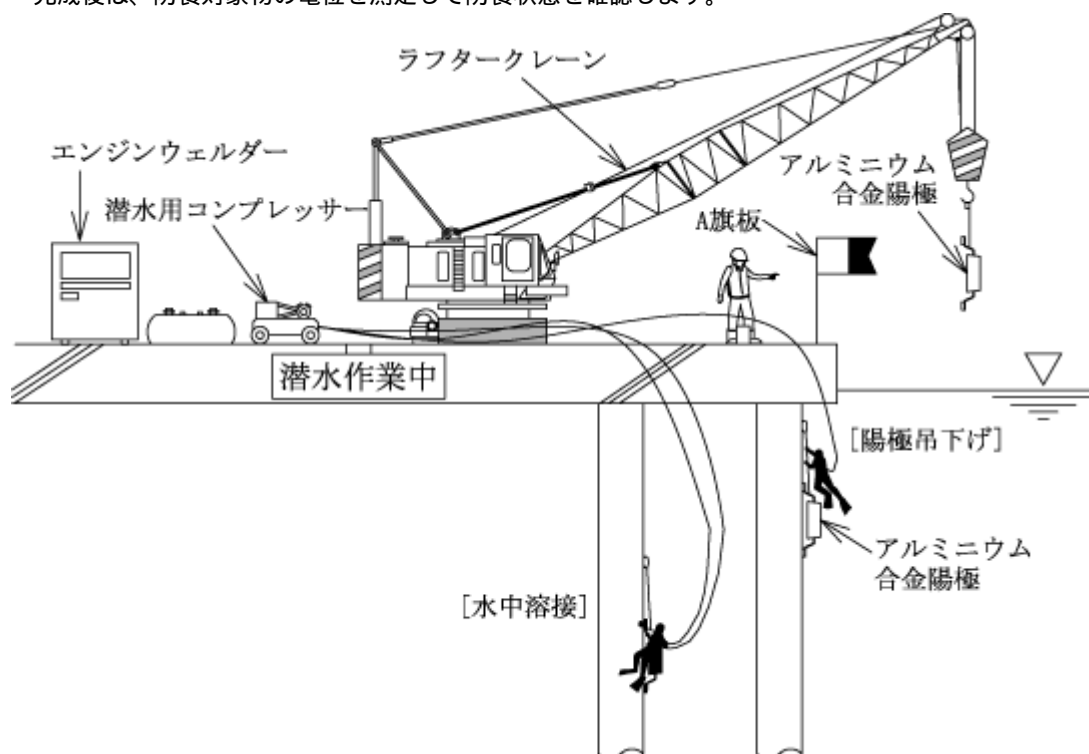 完成後は、防食対象物の電位を測定して防食状態を確認します。
ラフタークレーン
エンジンウェルダー
潜水用コンプレッサー
アルミニウム
合金陽極
A旗板
潜水作業中
[陽極吊下げ]
アルミニウム
合金陽極
[水中溶接]